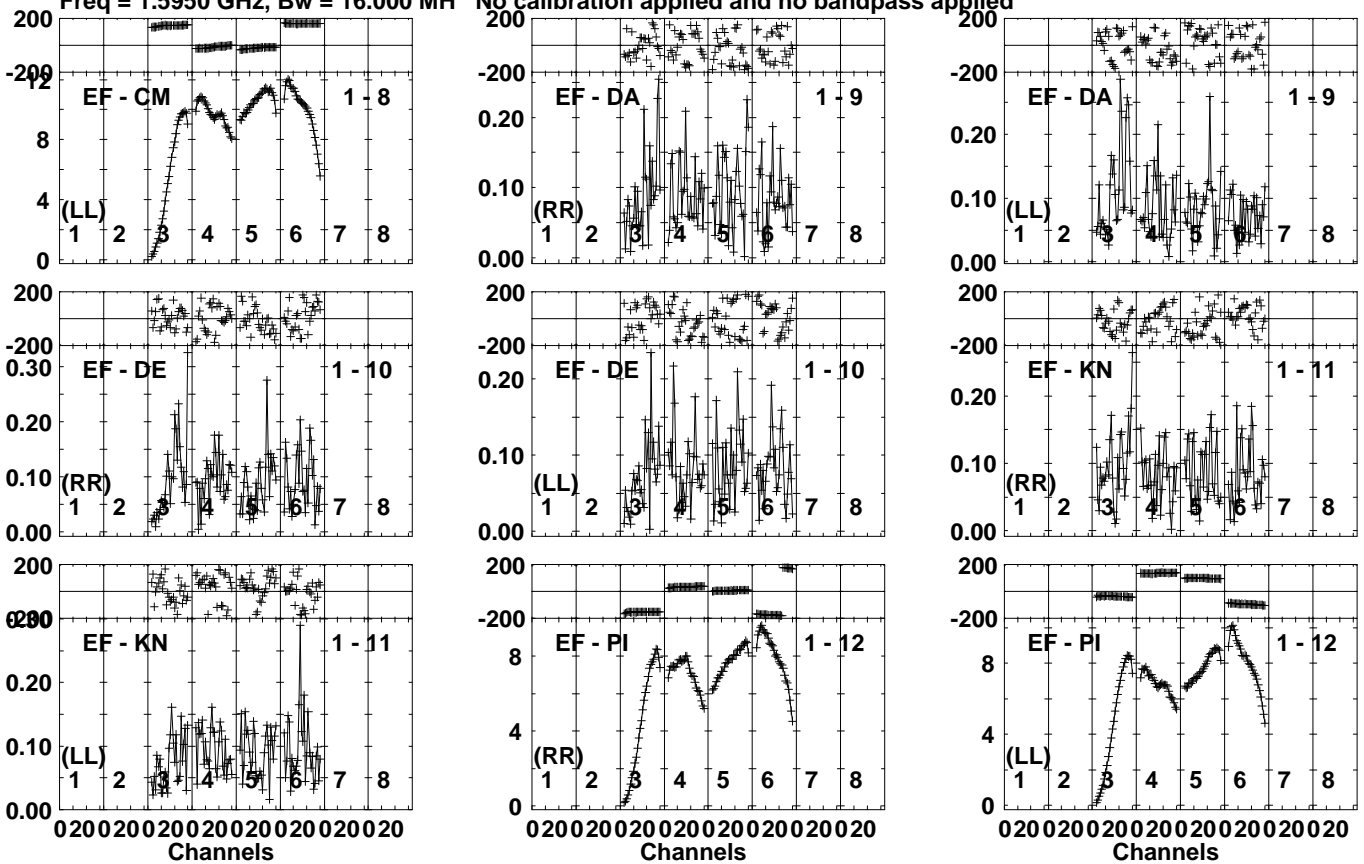 Freq = 1.5950 GHz, Bw = 16.000 MH No calibration applied and no bandpass applied
200
-200
12
8
4
0
EF - CM 1 - 8
(LL)
1 2 3 4 5 6 7 8
200
-200
0.20
0.10
0.00
EF - DA 1 - 9
(RR)
1 2 3 4 5 6 7 8
200
-200
0.20
0.10
0.00
EF - DA 1 - 9
(LL)
1 2 3 4 5 6 7 8
200
-200
0.30
0.20
0.10
0.00
EF - DE 1 - 10
(RR)
1 2 3 4 5 6 7 8
200
-200
0.20
0.10
0.00
EF - DE 1 - 10
(LL)
1 2 3 4 5 6 7 8
200
-200
0.20
0.10
0.00
EF - KN 1 - 11
(RR)
1 2 3 4 5 6 7 8
200
-200
0.30
0.20
0.10
0.00
EF - KN 1 - 11
(LL)
1 2 3 4 5 6 7 8
0 20 0 20 0 20 0 20 0 20 0 20 0 20 0 20
Channels
200
-200
8
4
0
EF - PI 1 - 12
(RR)
1 2 3 4 5 6 7 8
0 20 0 20 0 20 0 20 0 20 0 20 0 20 0 20
Channels
200
-200
8
4
0
EF - PI 1 - 12
(LL)
1 2 3 4 5 6 7 8
0 20 0 20 0 20 0 20 0 20 0 20 0 20 0 20
Channels